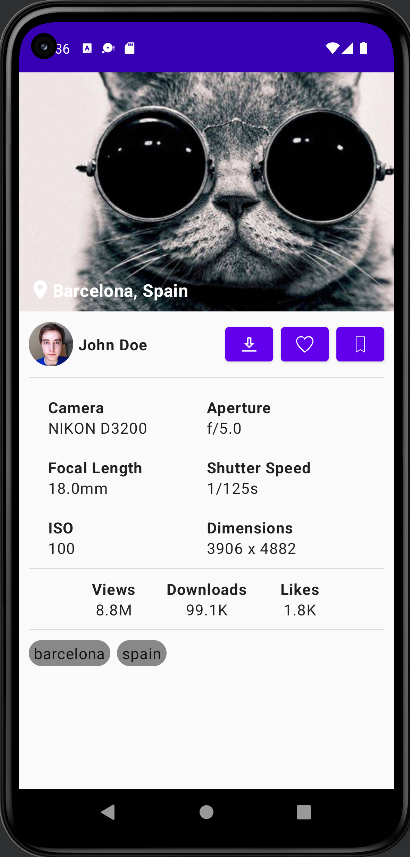 36
Barcelona, Spain
John Doe
Camera Aperture
NIKON D3200 f/5.0
Focal Length Shutter Speed
18.0mm 1/125s
ISO Dimensions
100 3906 x 4882
Views Downloads Likes
8.8M 99.1K 1.8K
barcelona spain